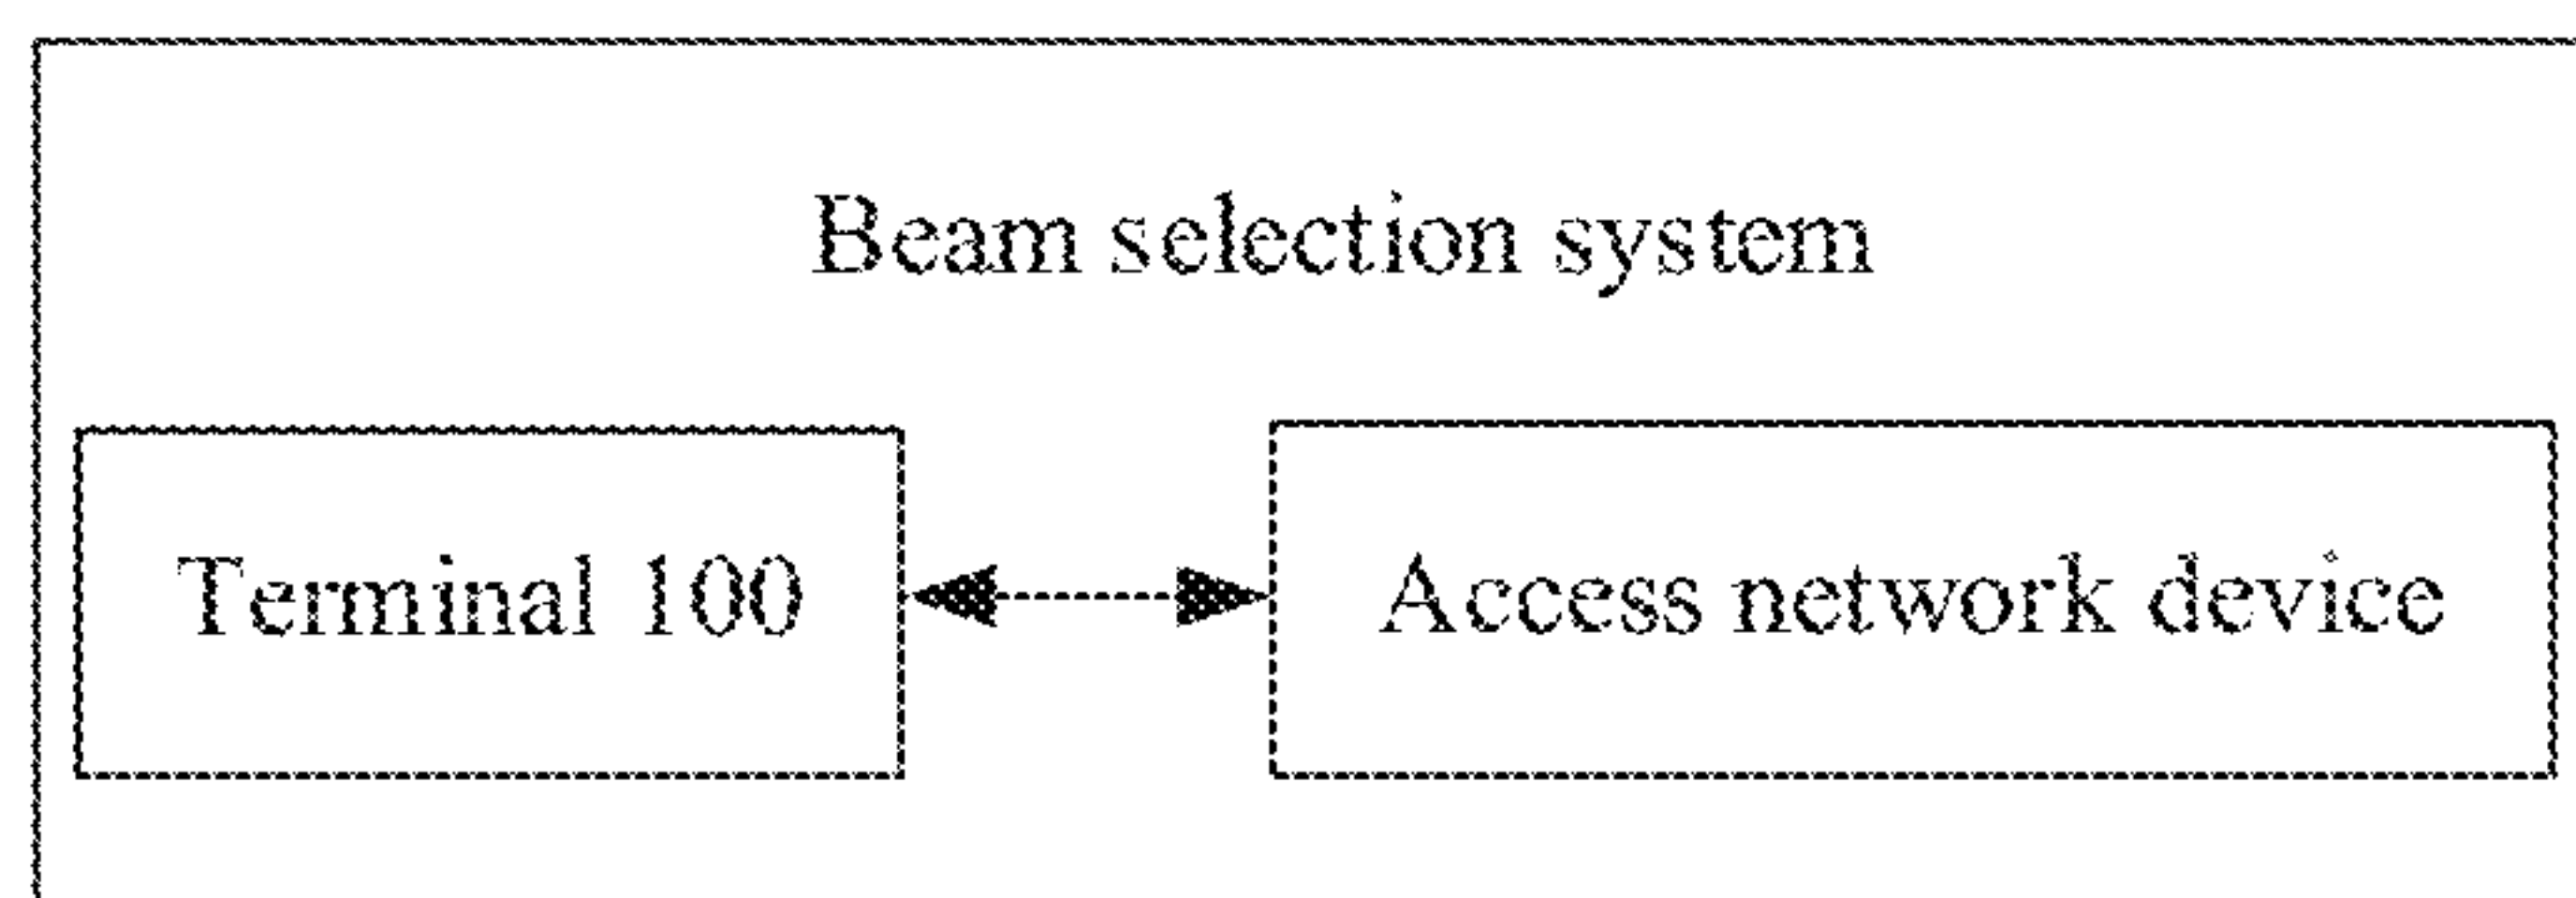 Beam selection system
Terminal 100
Access network device